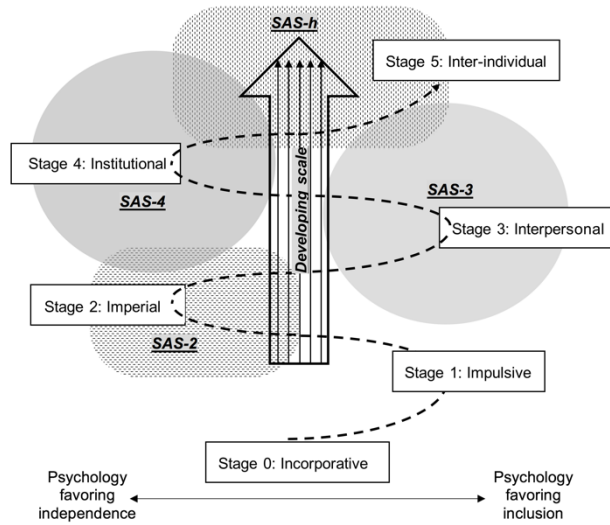 SAS-h
Stage 5: Inter-individual
Stage 4: Institutional
SAS-4
SAS-3
Developing scale
Stage 3: Interpersonal
Stage 2: Imperial
SAS-2
Stage 1: Impulsive
Stage 0: Incorporative
Psychology
favoring
independence
Psychology
favoring
inclusion